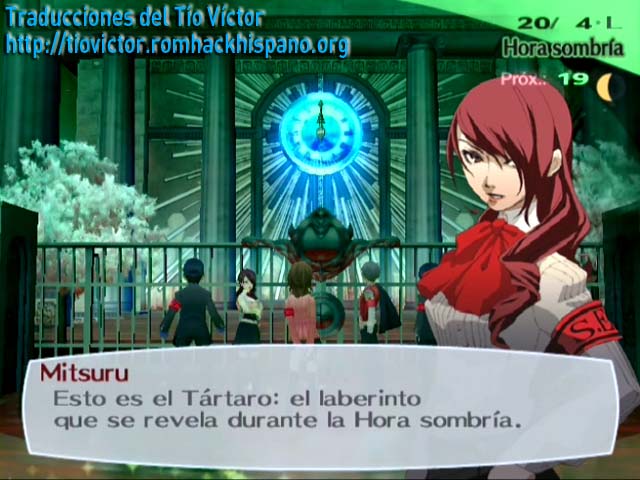 Traducciones del Tío Víctor
http://tiovictor.romhackhispano.org
20/ 4·L
Hora sombría
Próx.: 19
S.E
Mitsuru
Esto es el Tártaro: el laberinto
que se revela durante la Hora sombría.